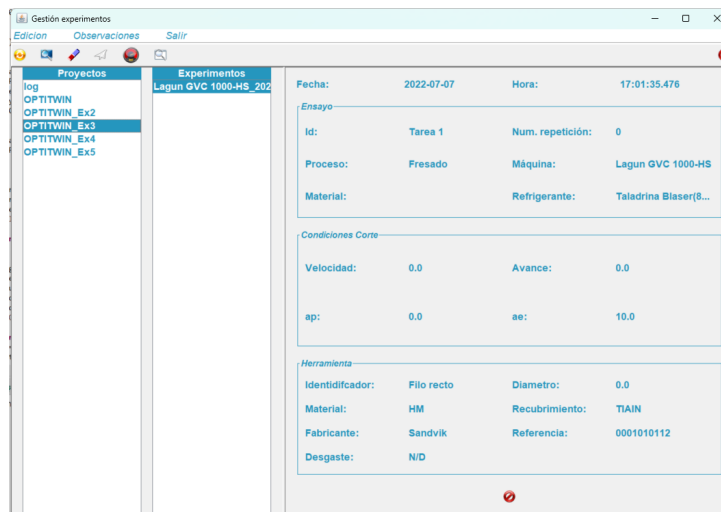 Gestión experimentos
Edicion Observaciones Salir
Proyectos
log
OPTITWIN
OPTITWIN_Ex2
OPTITWIN_Ex3
OPTITWIN_Ex4
OPTITWIN_Ex5
Experimentos
Lagun GVC 1000-HS_202
Fecha: 2022-07-07 Hora: 17:01:35.476
Ensayo
Id: Tarea 1 Num. repetición: 0
Proceso: Fresado Máquina: Lagun GVC 1000-HS
Material: Refrigerante: Taladrina Blaser(8...
Condiciones Corte
Velocidad: 0.0 Avance: 0.0
ap: 0.0 ae: 10.0
Herramienta
Identidifcador: Filo recto Diametro: 0.0
Material: HM Recubrimiento: TIAIN
Fabricante: Sandvik Referencia: 0001010112
Desgaste: N/D